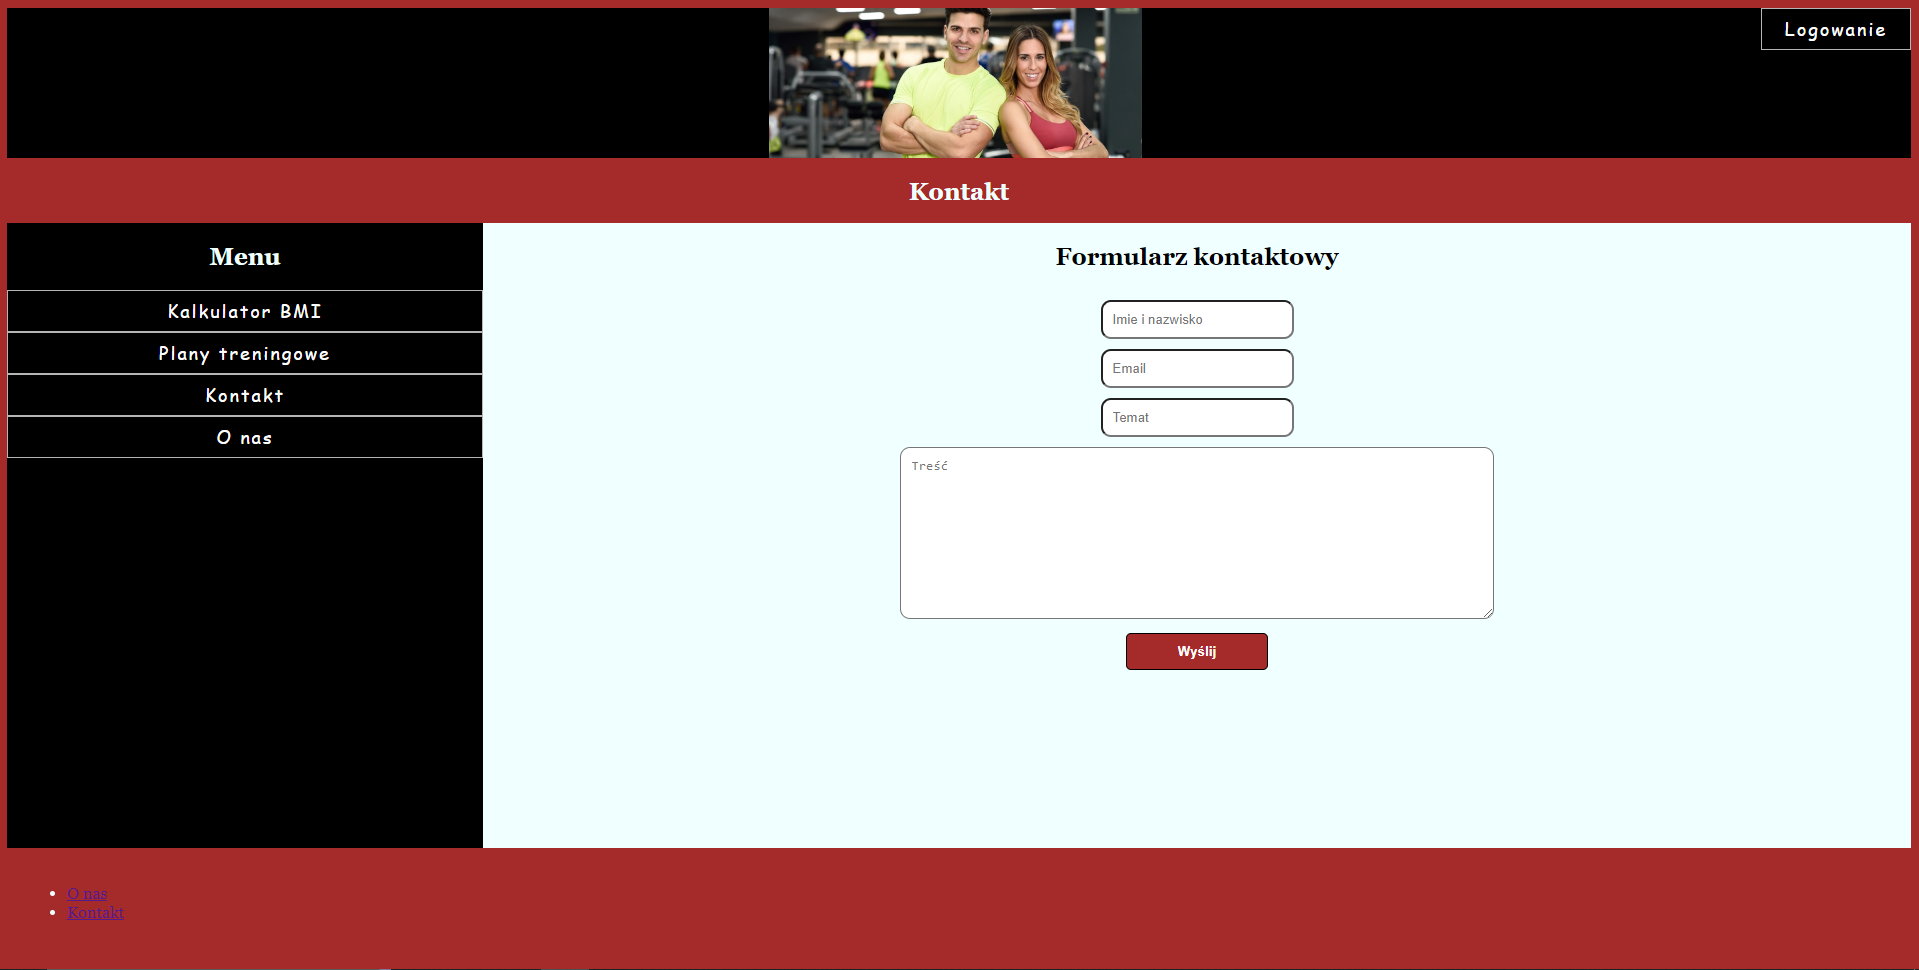 Logowanie
Kontakt
Menu
Kalkulator BMI
Plany treningowe
Kontakt
O nas
Formularz kontaktowy
Imie i nazwisko
Email
Temat
Treść
Wyślij
O nas
Kontakt